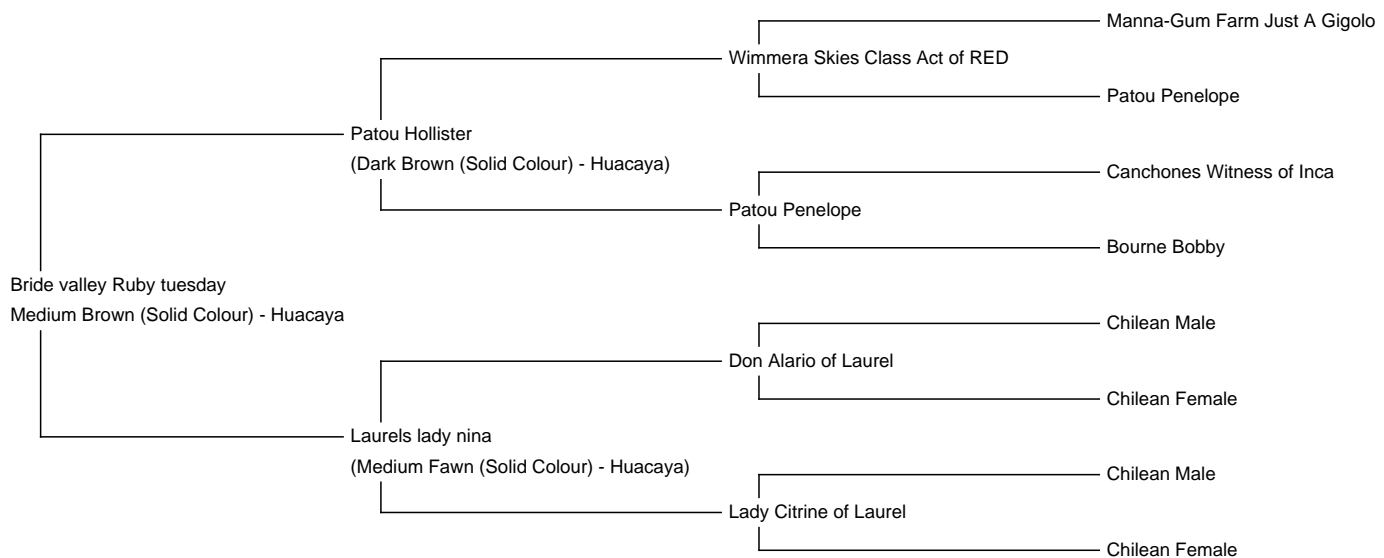 Manna-Gum Farm Just A Gigolo
Wimmera Skies Class Act of RED
Patou Penelope
Patou Hollister
(Dark Brown (Solid Colour) - Huacaya)
Canchones Witness of Inca
Patou Penelope
Bourne Bobby
Bride valley Ruby tuesday
Medium Brown (Solid Colour) - Huacaya
Chilean Male
Don Alario of Laurel
Chilean Female
Laurels lady nina
(Medium Fawn (Solid Colour) - Huacaya)
Chilean Male
Lady Citrine of Laurel
Chilean Female